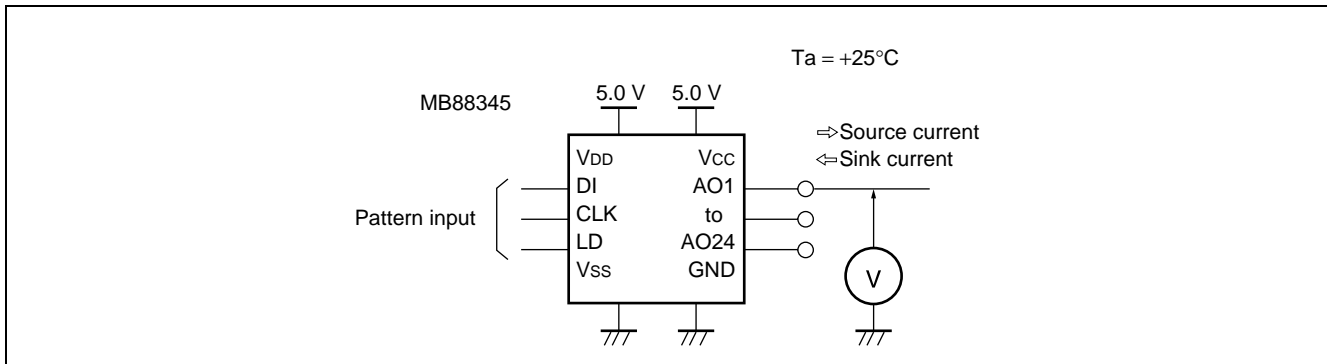 Ta = +25°C
MB88345
5.0 V 5.0 V
⇨Source current
⇦Sink current
VDD VCC
DI AO1
Pattern input
CLK to
LD AO24
VSS GND
V